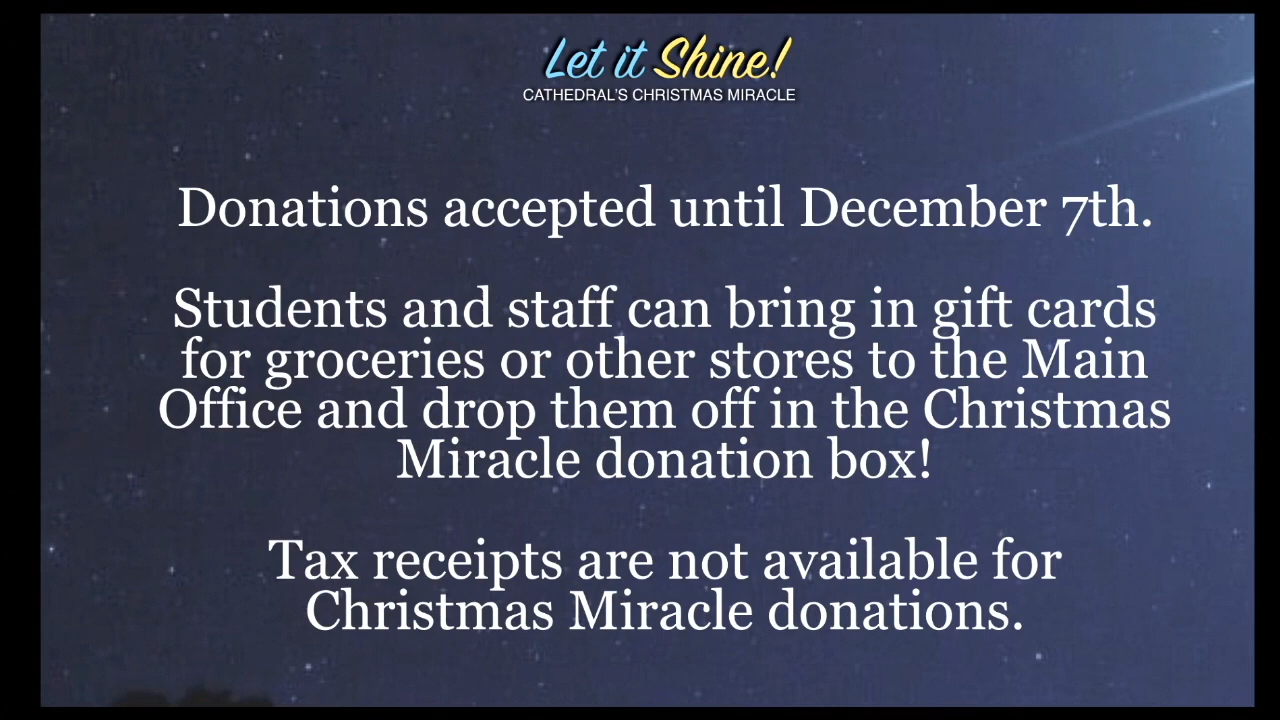 Let it Shine!
CATHEDRAL'S CHRISTMAS MIRACLE
Donations accepted until December 7th.
Students and staff can bring in gift cards
for groceries or other stores to the Main
Office and drop them off in the Christmas
Miracle donation box!
Tax receipts are not available for
Christmas Miracle donations.